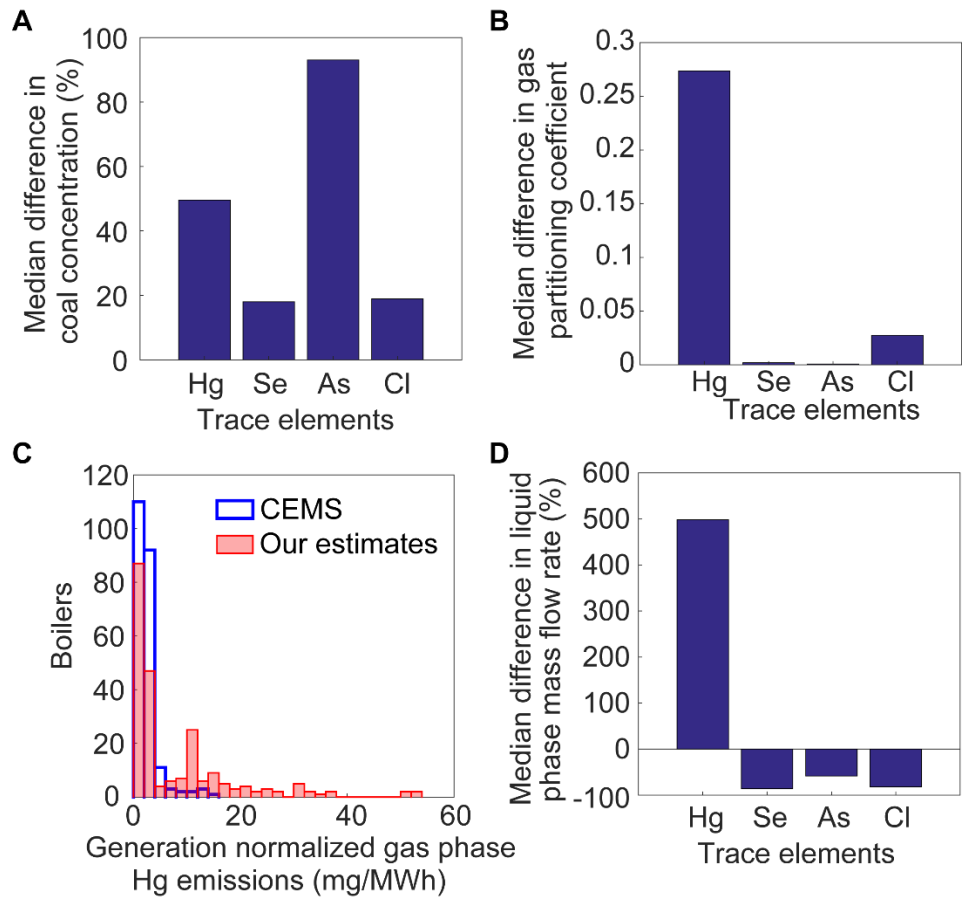 A
Median difference in
coal concentration (%)
100
80
60
40
20
0
Hg Se As Cl
Trace elements
B
Median difference in gas
partitioning coefficient
0.3
0.25
0.2
0.15
0.1
0.05
0
Hg Se As Cl
Trace elements
C
Boilers
120
100
80
60
40
20
0
CEMS
Our estimates
0 20 40 60
Generation normalized gas phase
Hg emissions (mg/MWh)
D
Median difference in liquid
phase mass flow rate (%)
600
500
400
300
200
100
0
-100
Hg Se As Cl
Trace elements